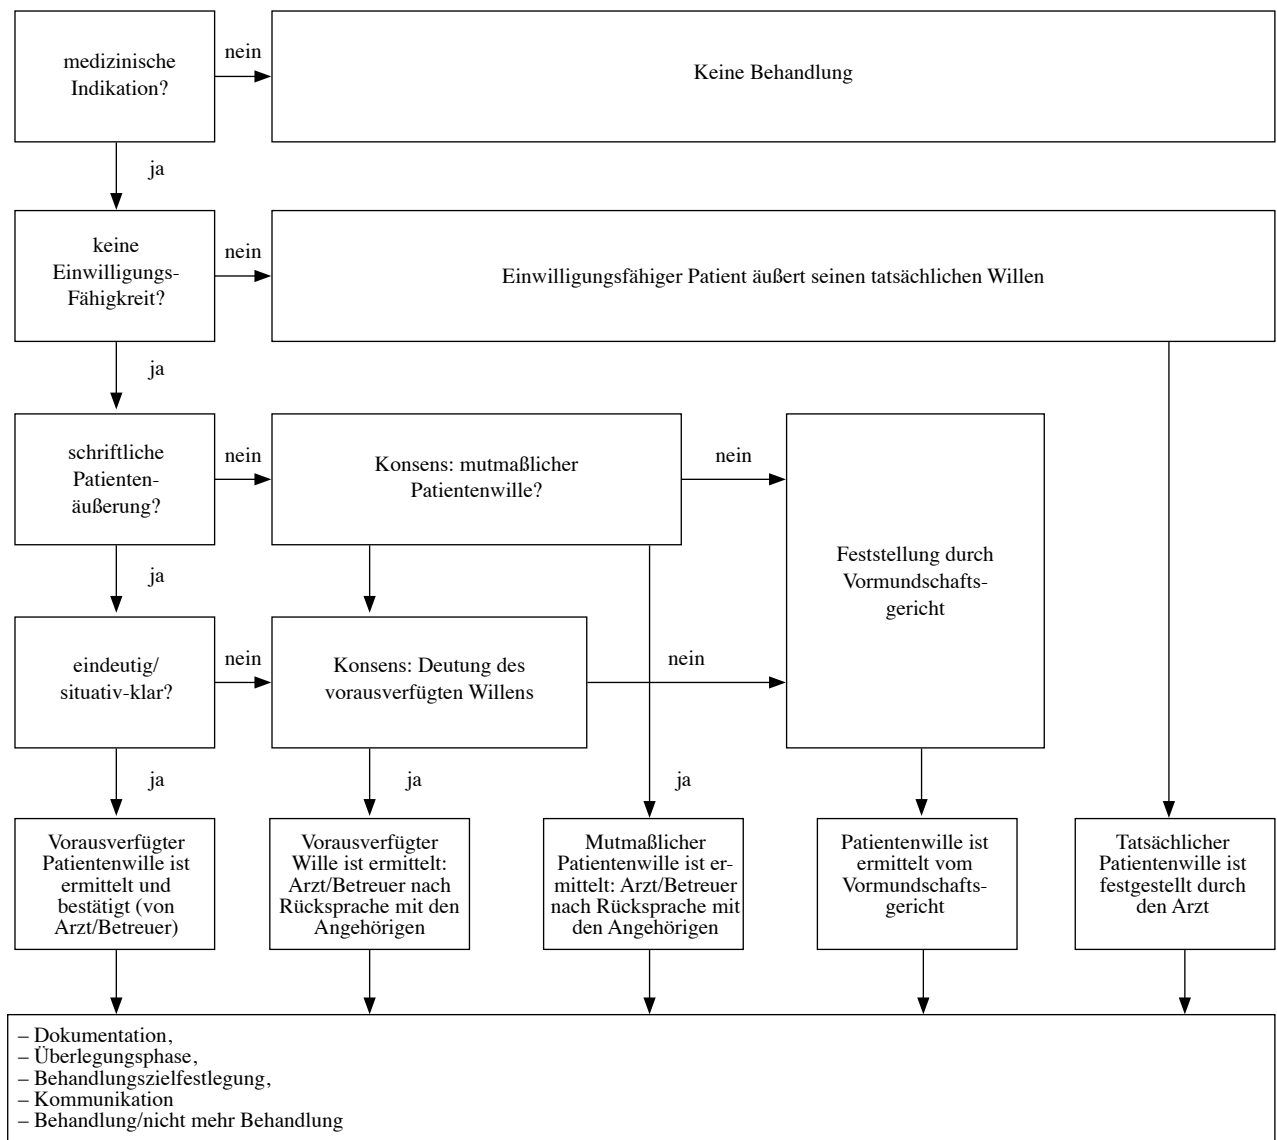 medizinische
Indikation?
nein
Keine Behandlung
ja
keine
Einwilligungs-
Fähigkreit?
nein
Einwilligungsfähiger Patient äußert seinen tatsächlichen Willen
ja
schriftliche
Patienten-
äußerung?
nein
Konsens: mutmaßlicher
Patientenwille?
nein
Feststellung durch
Vormundschafts-
gericht
ja
eindeutig/
situativ-klar?
nein
Konsens: Deutung des
vorausverfügten Willens
nein
ja
ja
ja
Vorausverfügter
Patientenwille ist
ermittelt und
bestätigt (von
Arzt/Betreuer)
Vorausverfügter
Wille ist ermittelt:
Arzt/Betreuer nach
Rücksprache mit den
Angehörigen
Mutmaßlicher
Patientenwille ist er-
mittelt: Arzt/Betreuer
nach Rücksprache mit
den Angehörigen
Patientenwille ist
ermittelt vom
Vormundschafts-
gericht
Tatsächlicher
Patientenwille ist
festgestellt durch
den Arzt
– Dokumentation,
– Überlegungsphase,
– Behandlungszielfestlegung,
– Kommunikation
– Behandlung/nicht mehr Behandlung